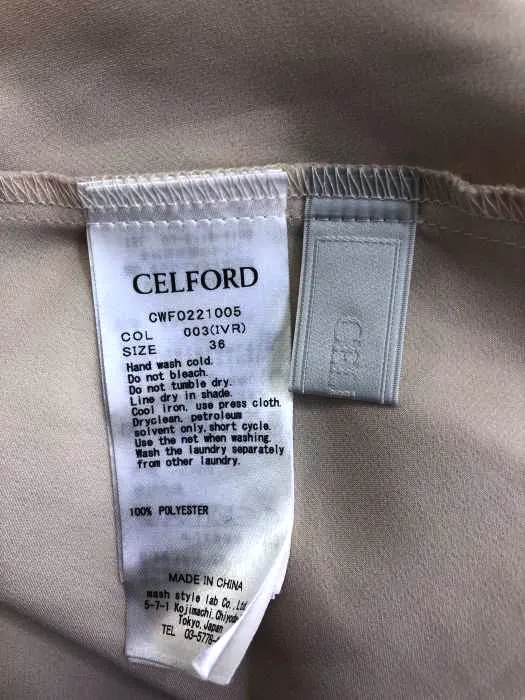 CELFORD
CWF0221005
COL 003(IVR)
SIZE 36
Hand wash cold.
Do not bleach.
Do not tumble dry.
Line dry in shade.
Cool iron, use press cloth.
Dryclean, petroleum
solvent only, short cycle.
Use the net when washing.
Wash the laundry separately
from other laundry.
100% POLYESTER
MADE IN CHINA
mash style lab Co., Ltd
5-7-1 Kojimachi, Chiyoda
Tokyo, Japan
TEL 03-5778-